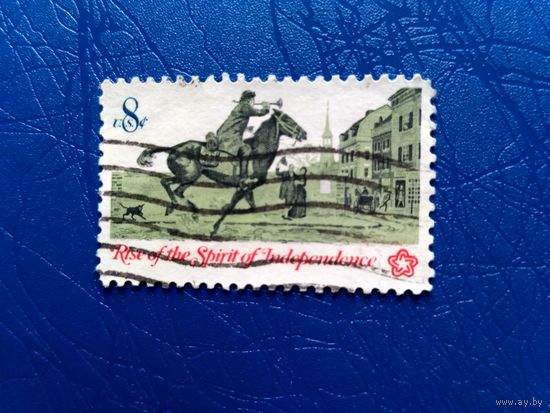 8
U.S. ¢
Rise of the Spirit of Independence
www.ay.by